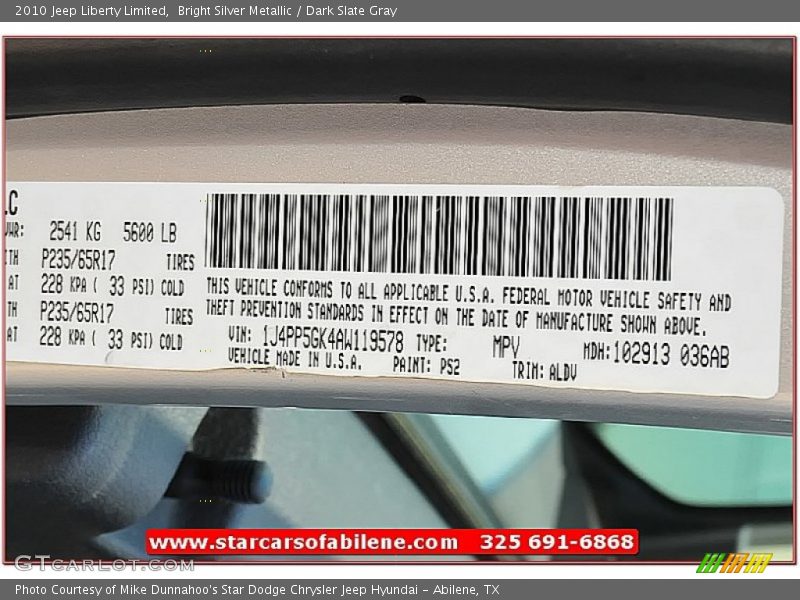 2010 Jeep Liberty Limited,  Bright Silver Metallic / Dark Slate Gray
2541 KG 5600 LB
P235/65R17 TIRES
AT 228 KPA ( 33 PSI) COLD
P235/65R17 TIRES
AT 228 KPA ( 33 PSI) COLD
THIS VEHICLE CONFORMS TO ALL APPLICABLE U.S.A. FEDERAL MOTOR VEHICLE SAFETY AND
THEFT PREVENTION STANDARDS IN EFFECT ON THE DATE OF MANUFACTURE SHOWN ABOVE.
VIN: 1J4PP5GK4AW119578 TYPE: MPV MDH:102913 036AB
VEHICLE MADE IN U.S.A. PAINT: PS2 TRIM: ALDV
www.starcarsofabilene.com 325 691-6868
GTCARLOT.COM
Photo Courtesy of Mike Dunnahoo's Star Dodge Chrysler Jeep Hyundai - Abilene, TX